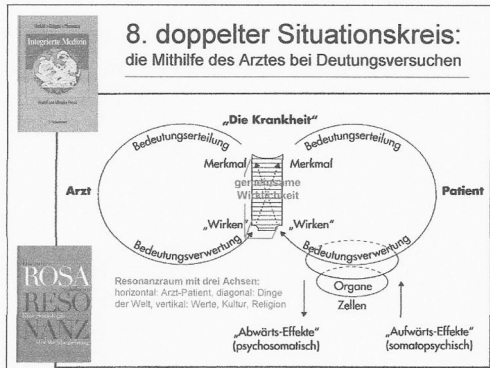 8. doppelter Situationskreis:
die Mithilfe des Arztes bei Deutungsversuchen
Integrierte Medizin
„Die Krankheit"
Bedeutungserteilung
Bedeutungserteilung
Merkmal
Merkmal
Arzt
gemeinsame
Wirklichkeit
Patient
„Wirken"
„Wirken"
Bedeutungsverwertung
Bedeutungsverwertung
ROSA
RESO
NANZ
Resonanzraum mit drei Achsen:
horizontal: Arzt-Patient, diagonal: Dinge
der Welt, vertikal: Werte, Kultur, Religion
Organe
Zellen
„Abwärts-Effekte"
(psychosomatisch)
„Aufwärts-Effekte"
(somatopsychisch)